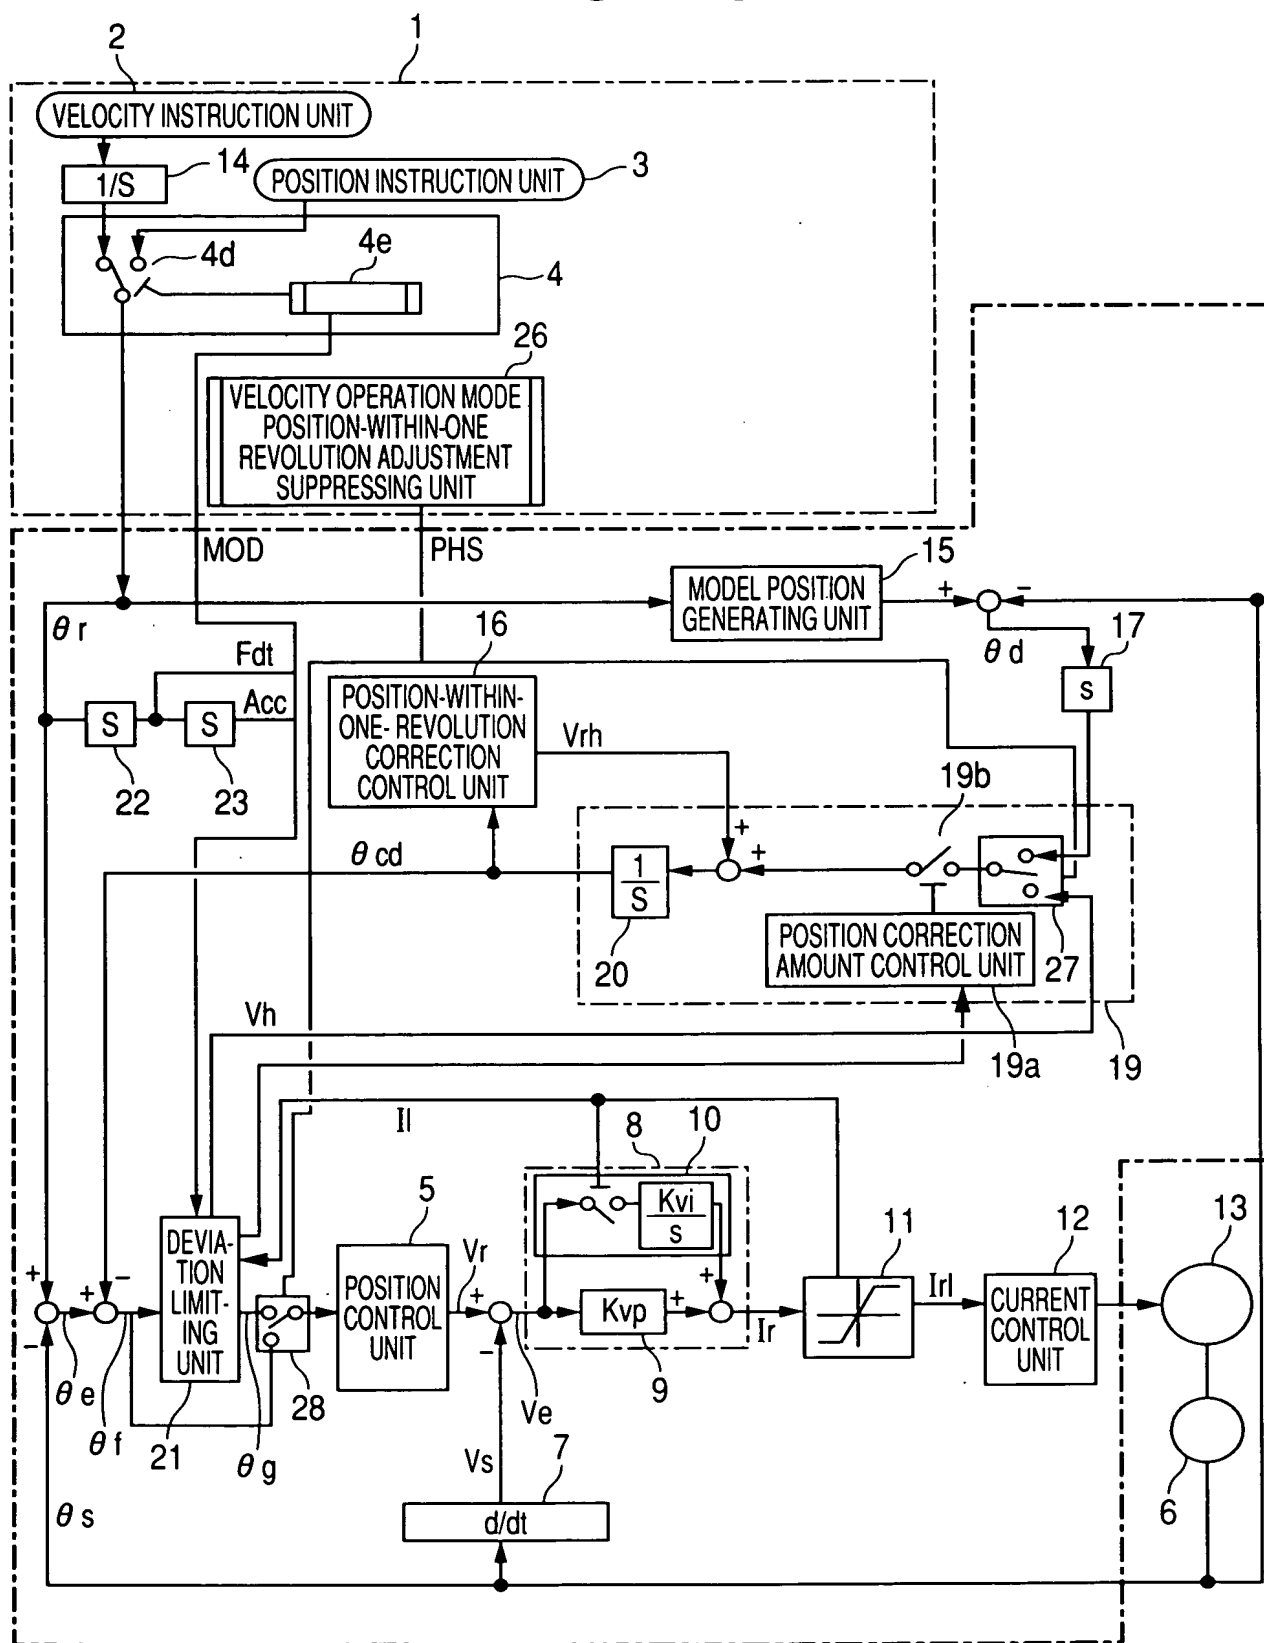 2
1
VELOCITY INSTRUCTION UNIT
14
1/S
POSITION INSTRUCTION UNIT
3
4d
4e
4
26
VELOCITY OPERATION MODE
POSITION-WITHIN-ONE
REVOLUTION ADJUSTMENT
SUPPRESSING UNIT
MOD
PHS
15
MODEL POSITION
GENERATING UNIT
+
−
θr
θd
17
s
16
Fdt
Acc
S
S
22
23
POSITION-WITHIN-
ONE-REVOLUTION
CORRECTION
CONTROL UNIT
Vrh
19b
+
+
θcd
1
S
20
POSITION CORRECTION
AMOUNT CONTROL UNIT
27
Vh
19a
19
Il
8
10
Kvi
s
5
11
12
13
DEVIA-
TION
LIMIT-
ING
UNIT
POSITION
CONTROL
UNIT
Vr
+
−
+
−
+
−
Kvp
+
+
Ir
Irl
CURRENT
CONTROL
UNIT
9
28
θe
θf
21
θg
Ve
Vs
7
6
θs
d/dt